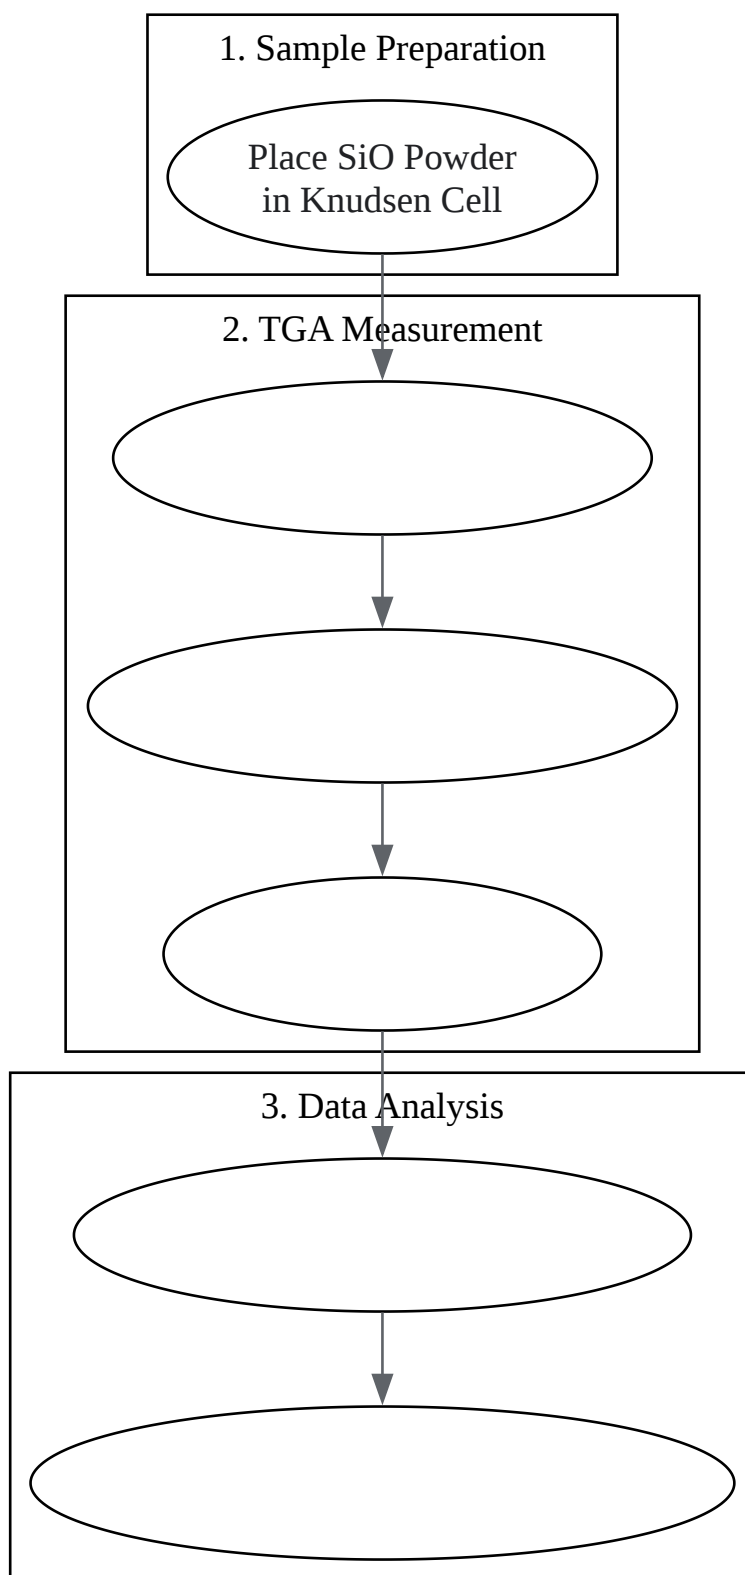 1. Sample Preparation
Place SiO Powder
in Knudsen Cell
2. TGA Measurement
3. Data Analysis